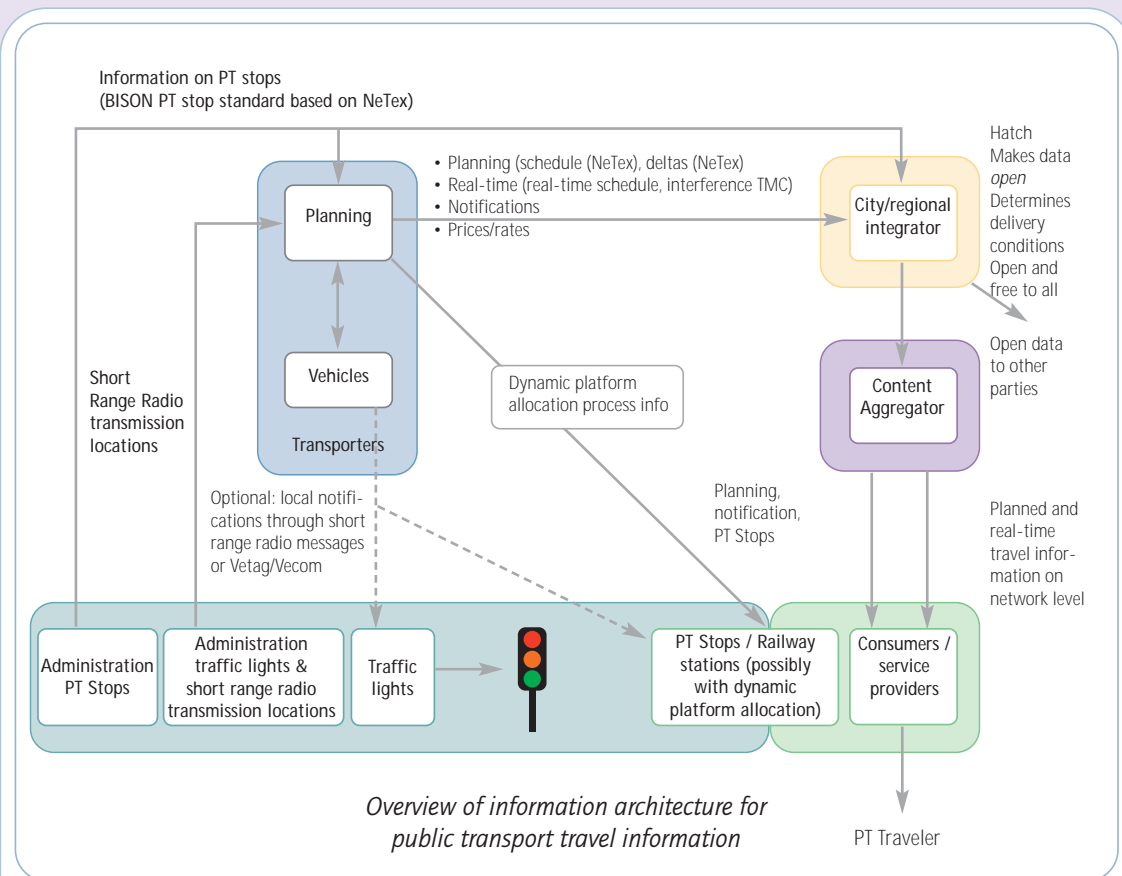 Information on PT stops
(BISON PT stop standard based on NeTex)
• Planning (schedule (NeTex), deltas (NeTex)
• Real-time (real-time schedule, interference TMC)
• Notifications
• Prices/rates
Planning
City/regional
integrator
Hatch
Makes data
open
Determines
delivery
conditions
Open and
free to all
Open data
to other
parties
Short
Range Radio
transmission
locations
Vehicles
Transporters
Dynamic platform
allocation process info
Content
Aggregator
Optional: local notifi-
cations through short
range radio messages
or Vetag/Vecom
Planning,
notification,
PT Stops
Planned and
real-time
travel infor-
mation on
network level
Administration
PT Stops
Administration
traffic lights &
short range radio
transmission locations
Traffic
lights
PT Stops / Railway
stations (possibly
with dynamic
platform allocation)
Consumers /
service
providers
Overview of information architecture for
public transport travel information
PT Traveler